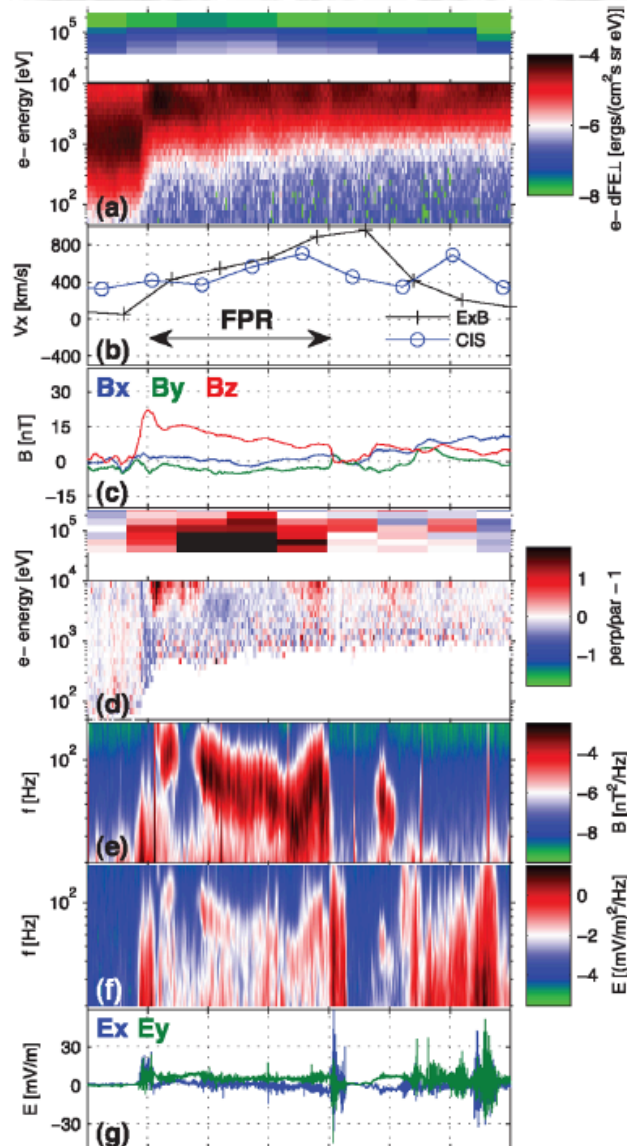 10⁵
10⁴
10³
10²
e− energy [eV]
(a)
−4
−6
−8
e− dFE⊥ [ergs/(cm²s sr eV)]
800
400
0
−400
Vx [km/s]
FPR
ExB
CIS
(b)
30
15
0
−15
B [nT]
Bx By Bz
(c)
10⁵
10⁴
10³
10²
e− energy [eV]
(d)
1
0
−1
perp/par − 1
10²
f [Hz]
(e)
−4
−6
−8
B [nT²/Hz]
10²
f [Hz]
(f)
0
−2
−4
E [(mV/m)²/Hz]
Ex Ey
30
0
−30
E [mV/m]
(g)